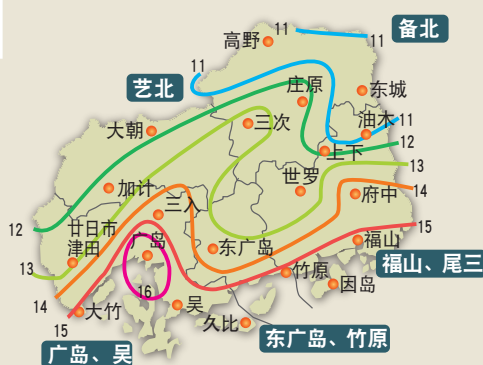 11
备北
高野
11
11
艺北
庄原
东城
三次
油木
11
大朝
上下
12
13
加计
世罗
14
三入
府中
12
廿日市
津田
15
广岛
东广岛
福山
13
福山、尾三
竹原
因岛
14
16
大竹
吴
15
久比
东广岛、竹原
广岛、吴